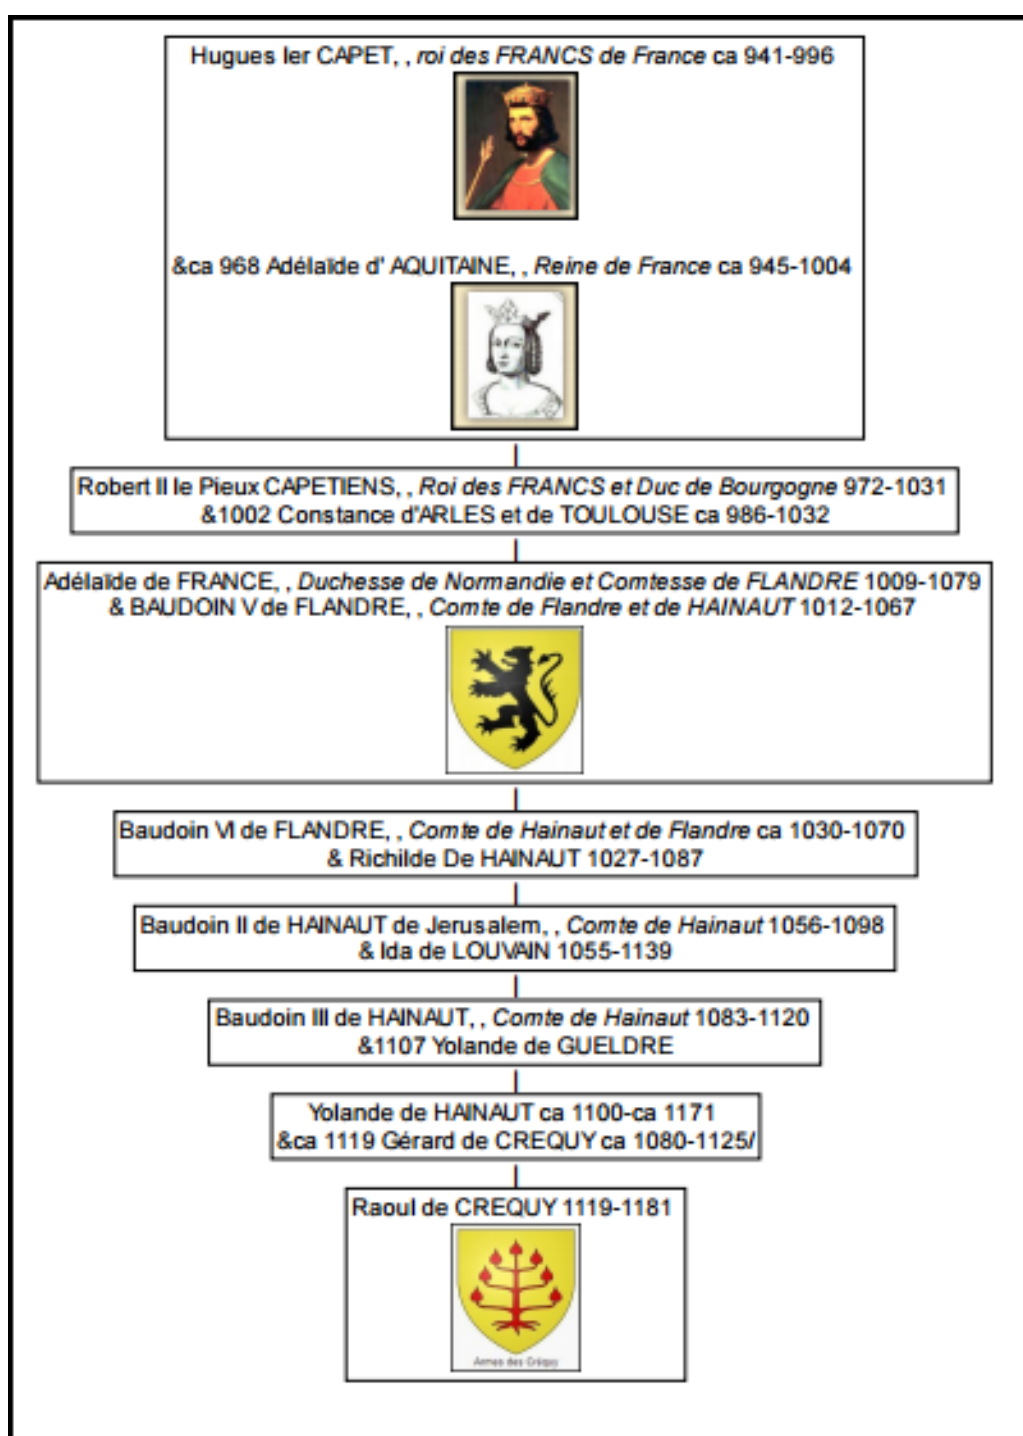 Hugues Ier CAPET, , roi des FRANCS de France ca 941-996
&ca 968 Adélaïde d' AQUITAINE, , Reine de France ca 945-1004
Robert II le Pieux CAPETIENS, , Roi des FRANCS et Duc de Bourgogne 972-1031
&1002 Constance d'ARLES et de TOULOUSE ca 986-1032
Adélaïde de FRANCE, , Duchesse de Normandie et Comtesse de FLANDRE 1009-1079
& BAUDOIN V de FLANDRE, , Comte de Flandre et de HAINAUT 1012-1067
Baudoin VI de FLANDRE, , Comte de Hainaut et de Flandre ca 1030-1070
& Richilde De HAINAUT 1027-1087
Baudoin II de HAINAUT de Jerusalem, , Comte de Hainaut 1056-1098
& Ida de LOUVAIN 1055-1139
Baudoin III de HAINAUT, , Comte de Hainaut 1083-1120
&1107 Yolande de GUELDRE
Yolande de HAINAUT ca 1100-ca 1171
&ca 1119 Gérard de CREQUY ca 1080-1125/
Raoul de CREQUY 1119-1181
Armes des Créquy